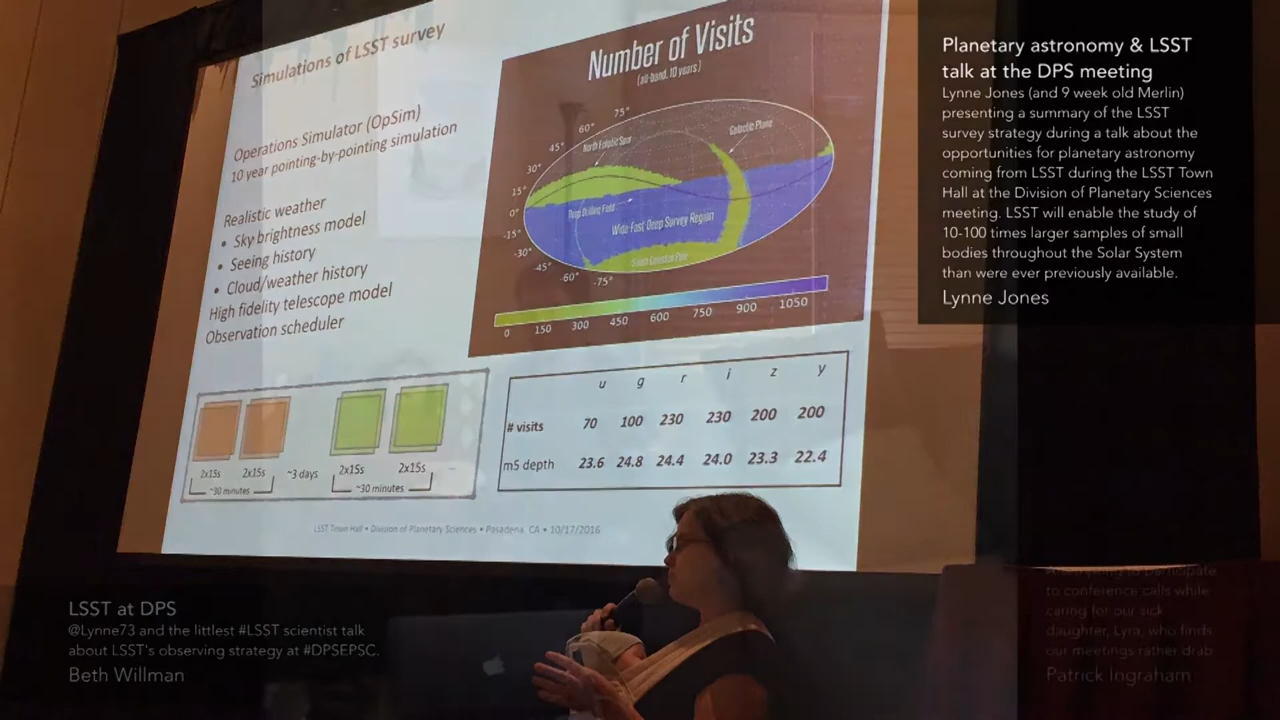 Simulations of LSST survey
Operations Simulator (OpSim)
10 year pointing-by-pointing simulation
Realistic weather
• Sky brightness model
• Seeing history
• Cloud/weather history
High fidelity telescope model
Observation scheduler
Number of Visits
(all-band, 10 years)
75°
60°
45°
30°
15°
0°
-15°
-30°
-45°
-60°
-75°
North Ecliptic Spur
Galactic Plane
Deep Drilling Field
Wide-Fast-Deep Survey Region
South Celestial Pole
0 150 300 450 600 750 900 1050
2x15s 2x15s ~3 days 2x15s 2x15s
~30 minutes ~30 minutes
u g r i z y
# visits 70 100 230 230 200 200
m5 depth 23.6 24.8 24.4 24.0 23.3 22.4
LSST Town Hall • Division of Planetary Sciences • Pasadena, CA • 10/17/2016
Planetary astronomy & LSST
talk at the DPS meeting
Lynne Jones (and 9 week old Merlin)
presenting a summary of the LSST
survey strategy during a talk about the
opportunities for planetary astronomy
coming from LSST during the LSST Town
Hall at the Division of Planetary Sciences
meeting. LSST will enable the study of
10-100 times larger samples of small
bodies throughout the Solar System
than were ever previously available.
Lynne Jones
LSST at DPS
@Lynne73 and the littlest #LSST scientist talk
about LSST's observing strategy at #DPSEPSC.
Beth Willman
to participate
to conference calls while
caring for our sick
daughter, Lyra, who finds
our meetings rather drab
Patrick Ingraham